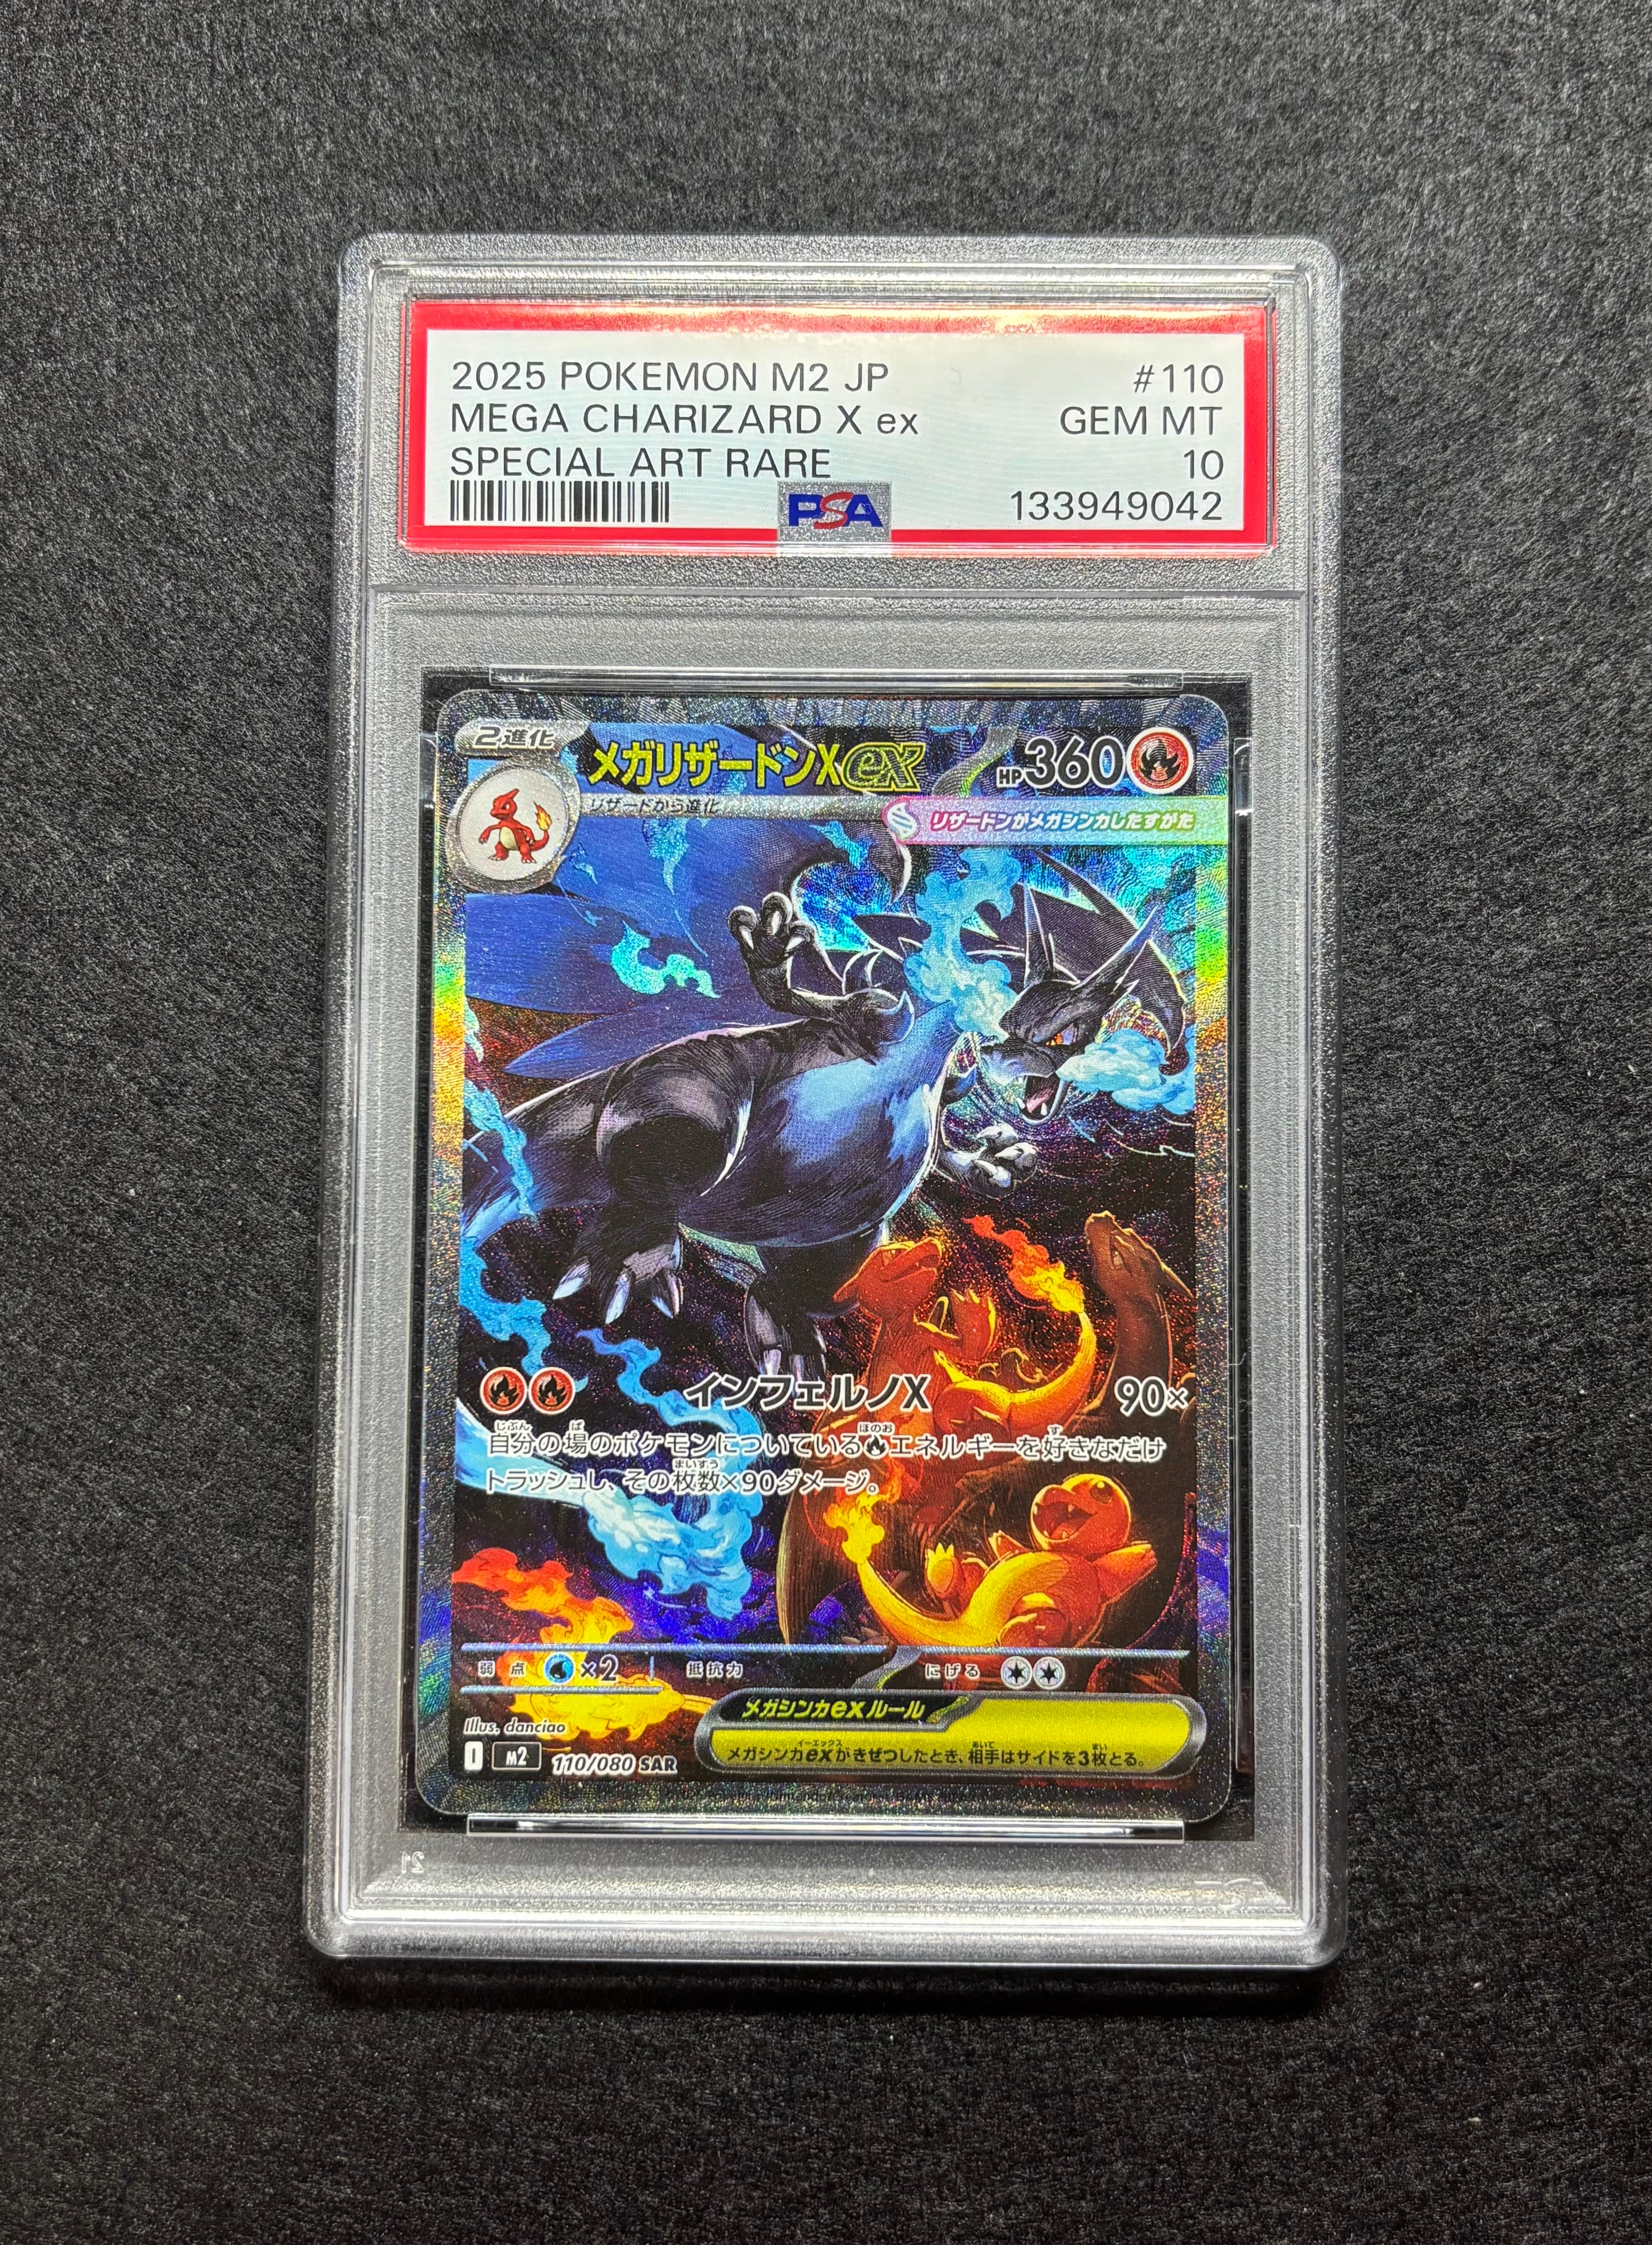 2025 POKEMON M2 JP #110
MEGA CHARIZARD X ex GEM MT
SPECIAL ART RARE 10
PSA 133949042
2進化 メガリザードンXex HP360
リザードから進化
リザードンがメガシンカしたすがた
インフェルノX 90×
自分の場のポケモンについているエネルギーを好きなだけ
トラッシュし、その枚数×90ダメージ。
弱点 ×2 抵抗力 にげる
メガシンカexルール
メガシンカexがきぜつしたとき、相手はサイドを3枚とる。
Illus. danciao
I M2 110/080 SAR